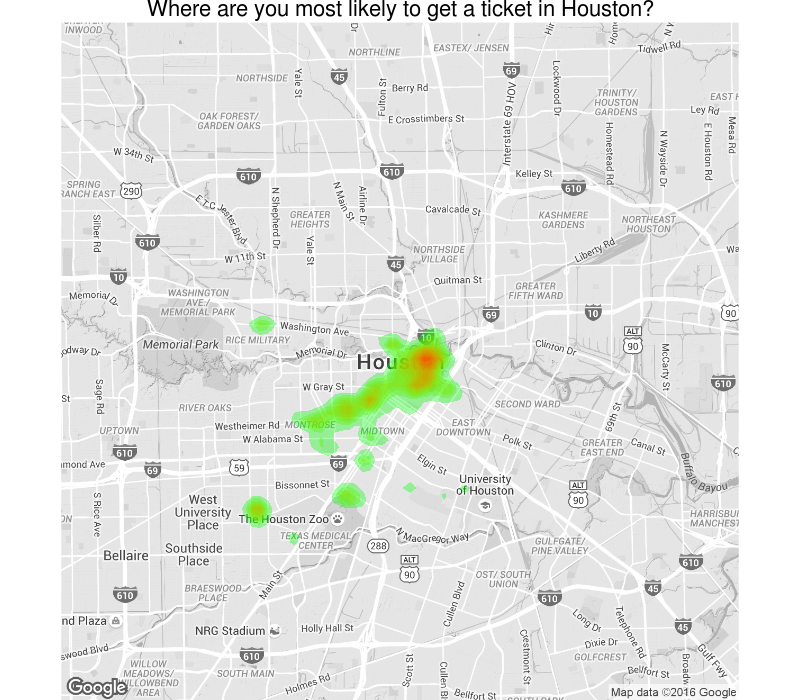 Where are you most likely to get a ticket in Houston?
INWOOD
NORTHLINE
EASTEX/ JENSEN
Tidwell Rd
NORTHSIDE
Yale St
45
Fulton St
Berry Rd
69
Interstate 69 HOV
Lockwood Dr
TRINITY/
HOUSTON
GARDENS
Ley Rd
OAK FOREST/
GARDEN OAKS
E Crosstimbers St
Homestead Rd
N Wayside Dr
E Houston Rd
Mesa Rd
W 34th St
610
610
Kelley St
610
SPRING
BRANCH EAST
290
E.T.C. Jester Blvd
N Shepherd Dr
N Main St
Airline Dr
Cavalcade St
KASHMERE
GARDENS
NORTHEAST
HOUSTON
Silber Rd
GREATER
HEIGHTS
Yale St
610
W 11th St
NORTHSIDE
VILLAGE
Liberty Rd
45
10
Quitman St
Memorial Dr
WASHINGTON
AVE./
MEMORIAL PARK
GREATER
FIFTH WARD
69
10
90
Washington Ave
RICE MILITARY
Memorial Park
Memorial Dr
10
Clinton Dr
ALT
90
McCarty St
Houston
Sage Rd
W Gray St
610
RIVER OAKS
SECOND WARD
69th St
UPTOWN
Westheimer Rd
MONTROSE
MIDTOWN
EAST
DOWNTOWN
W Alabama St
Polk St
GREATER
EAST END
Canal St
610
69
59
69
Elgin St
Buffalo Bayou
S Rice Ave
Bissonnet St
University
of Houston
ALT
90
West
University
Place
The Houston Zoo
TEXAS MEDICAL
CENTER
N MacGregor Way
288
GULFGATE/
PINE VALLEY
Bellaire
Southside
Place
ALT
90
610
BRAESWOOD
PLACE
Main St
OST/ SOUTH
UNION
Cullen Blvd
610
610
45
Long Dr
Telephone Rd
45
NRG Stadium
Holly Hall St
Dixie Dr
Gulf Fwy
610
Scott St
Calhoun St
GOLFCREST
WILLOW
MEADOWS/
WILLOWBEND
AREA
SOUTH MAIN
Holmes Rd
Bellfort St
Bellfort St
Google
Map data ©2016 Google